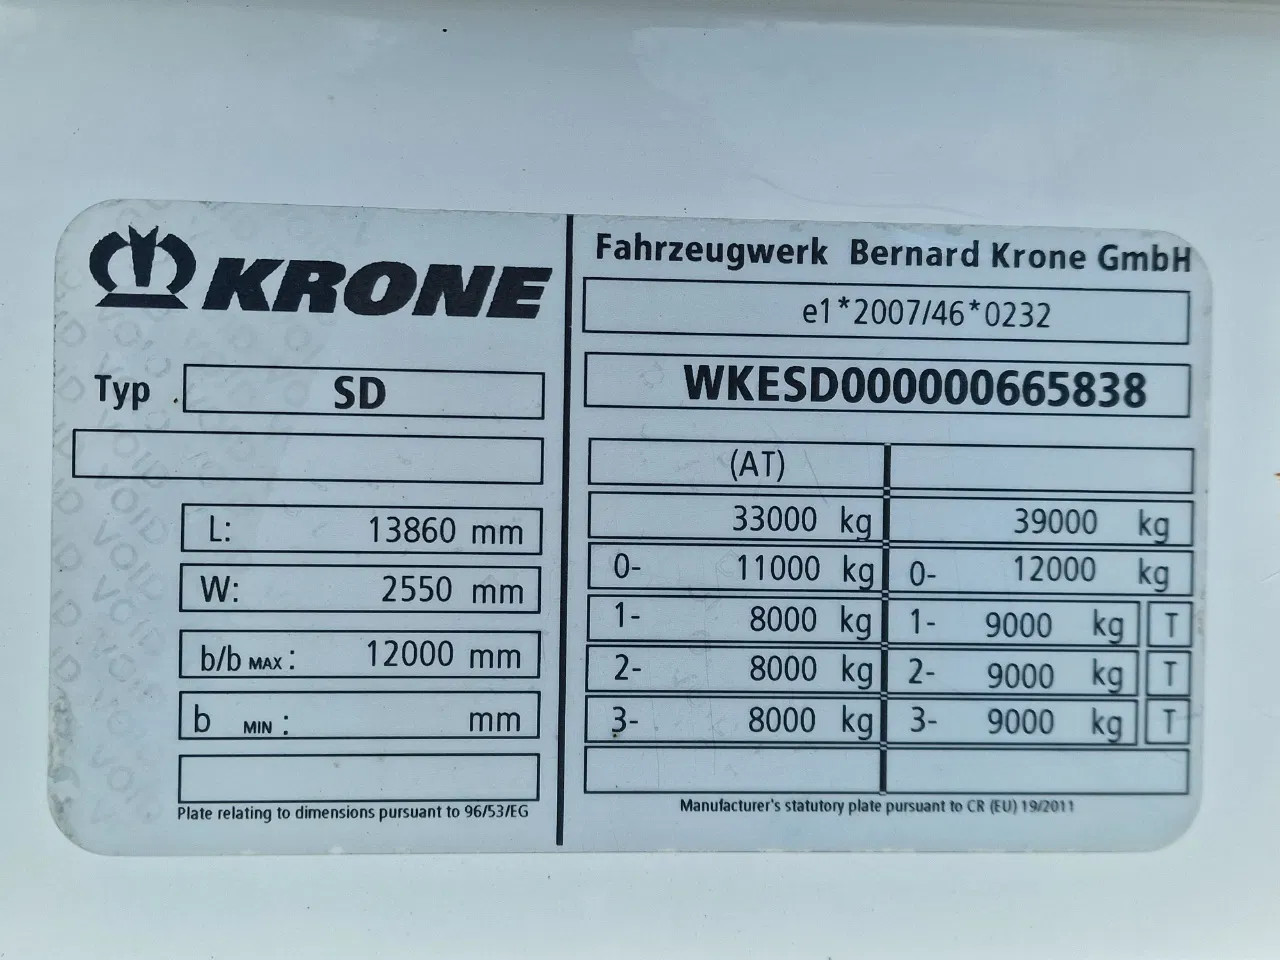 KRONE
Typ SD
L: 13860 mm
W: 2550 mm
b/b MAX : 12000 mm
b MIN : mm
Plate relating to dimensions pursuant to 96/53/EG
Fahrzeugwerk Bernard Krone GmbH
e1*2007/46*0232
WKESD000000665838
(AT)
33000 kg 39000 kg
0- 11000 kg 0- 12000 kg
1- 8000 kg 1- 9000 kg T
2- 8000 kg 2- 9000 kg T
3- 8000 kg 3- 9000 kg T
Manufacturer's statutory plate pursuant to CR (EU) 19/2011